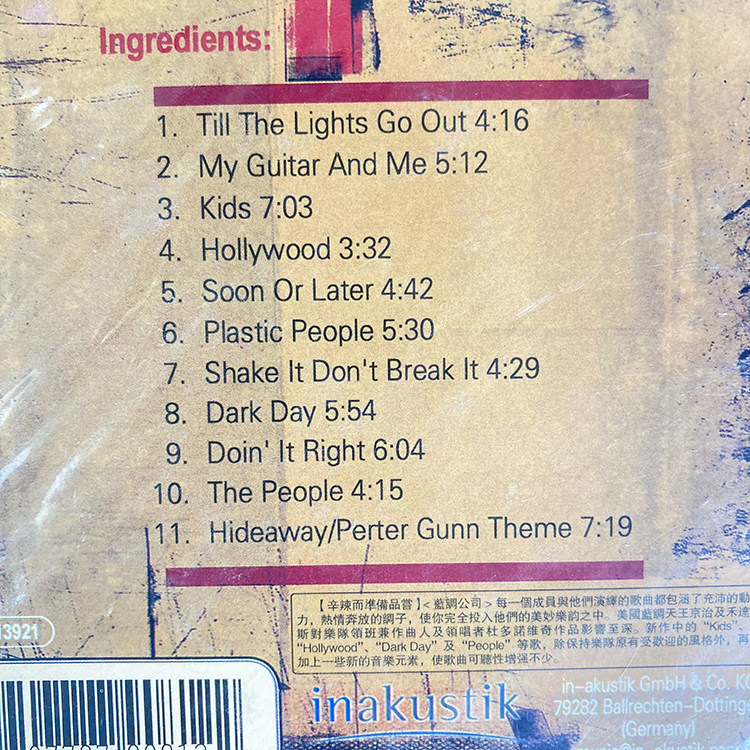 Ingredients:
1. Till The Lights Go Out 4:16
2. My Guitar And Me 5:12
3. Kids 7:03
4. Hollywood 3:32
5. Soon Or Later 4:42
6. Plastic People 5:30
7. Shake It Don't Break It 4:29
8. Dark Day 5:54
9. Doin' It Right 6:04
10. The People 4:15
11. Hideaway/Perter Gunn Theme 7:19
【辛辣而準備品嘗】<藍調公司>每一個成員與他們演繹的歌曲都包涵了充沛的動
力，熱情奔放的調子，使你完全投入他們的美妙樂韵之中。美國藍調天王京治及不達
斯對樂隊領班兼作曲人及領唱者杜多諾維奇作品影響至深。新作中的 "Kids"、
"Hollywood"、"Dark Day" 及 "People" 等歌，除保持樂隊原有受歡迎的風格外，再
加上一些新的音樂元素，使歌曲可聽性增强不少。
13921
inakustik
in-akustik GmbH & Co. KG
79282 Ballrechten-Dottinge
(Germany)